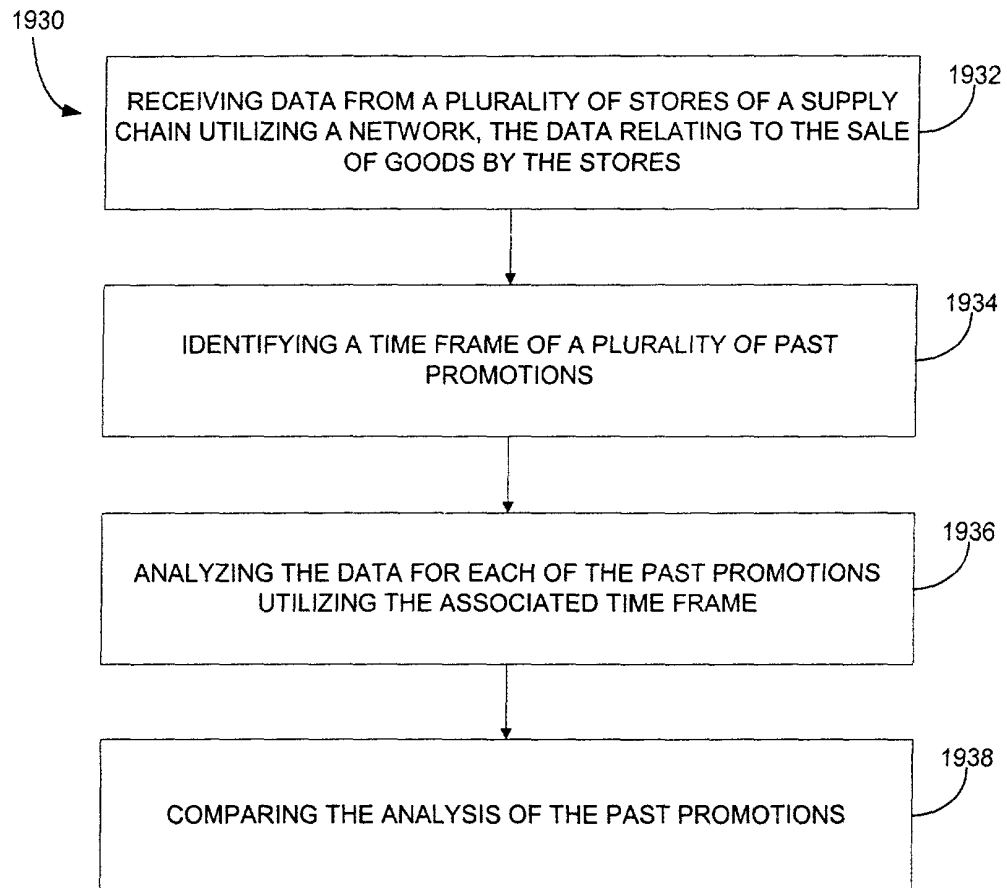 1930
1932
RECEIVING DATA FROM A PLURALITY OF STORES OF A SUPPLY
CHAIN UTILIZING A NETWORK, THE DATA RELATING TO THE SALE
OF GOODS BY THE STORES
1934
IDENTIFYING A TIME FRAME OF A PLURALITY OF PAST
PROMOTIONS
1936
ANALYZING THE DATA FOR EACH OF THE PAST PROMOTIONS
UTILIZING THE ASSOCIATED TIME FRAME
1938
COMPARING THE ANALYSIS OF THE PAST PROMOTIONS